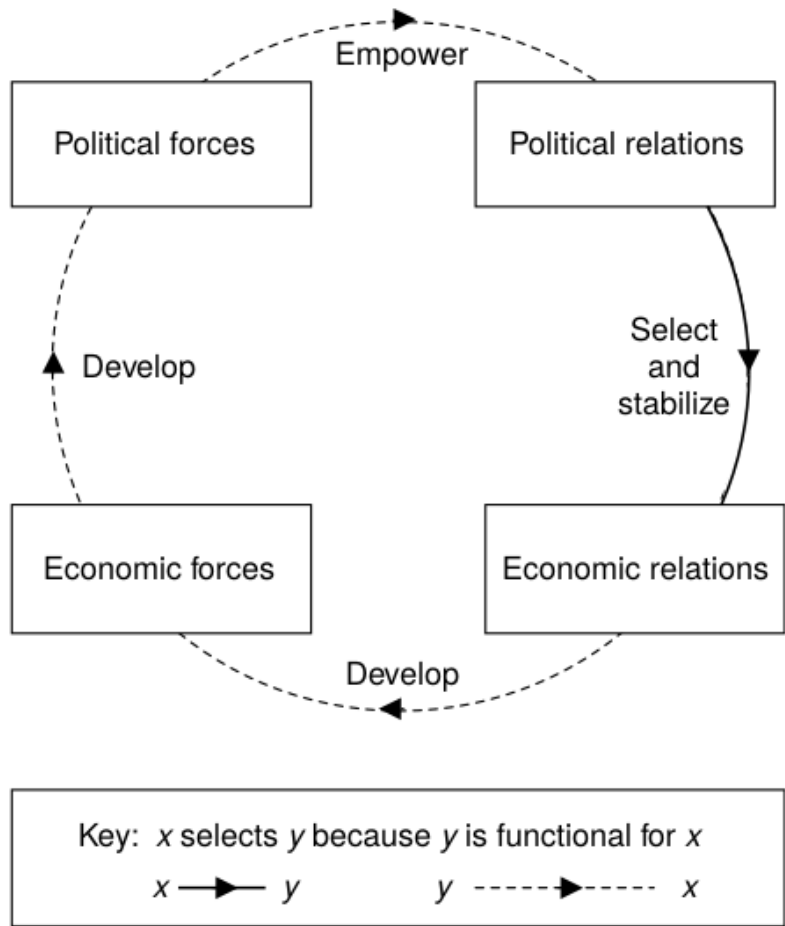 Empower
Political forces
Political relations
Develop
Select
and
stabilize
Economic forces
Economic relations
Develop
Key: x selects y because y is functional for x
x y y x